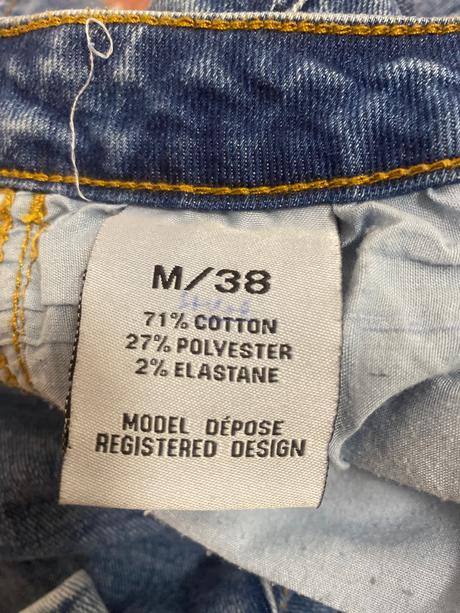 M/38
71% COTTON
27% POLYESTER
2% ELASTANE
MODEL DÉPOSE
REGISTERED DESIGN